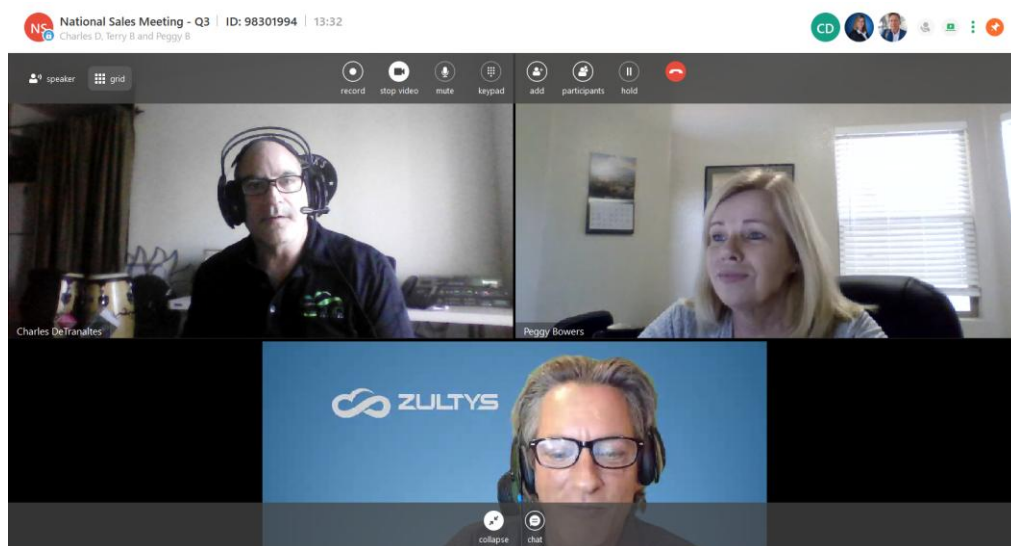 NS
National Sales Meeting - Q3 | ID: 98301994 | 13:32
Charles D, Terry B and Peggy B
CD
speaker
grid
record
stop video
mute
keypad
add
participants
hold
Charles DeTranaltes
Peggy Bowers
ZULTYS
collapse
chat